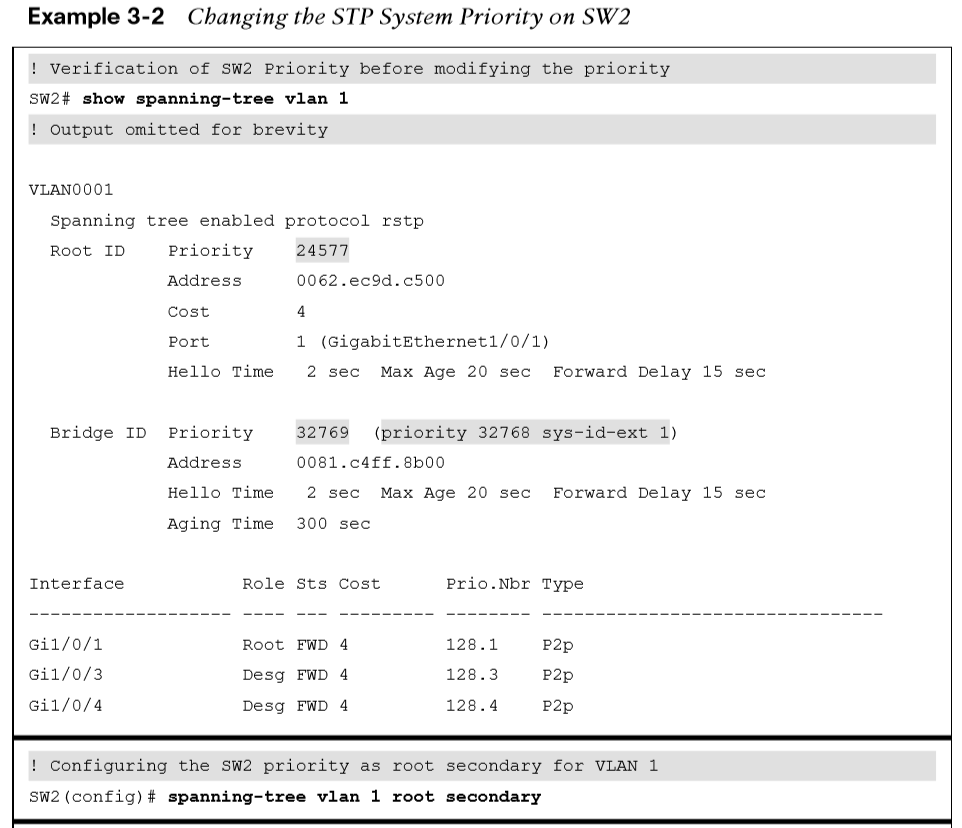 Example 3-2 Changing the STP System Priority on SW2
! Verification of SW2 Priority before modifying the priority
SW2# show spanning-tree vlan 1
! Output omitted for brevity
VLAN0001
Spanning tree enabled protocol rstp
Root ID Priority 24577
Address 0062.ec9d.c500
Cost 4
Port 1 (GigabitEthernet1/0/1)
Hello Time 2 sec Max Age 20 sec Forward Delay 15 sec
Bridge ID Priority 32769 (priority 32768 sys-id-ext 1)
Address 0081.c4ff.8b00
Hello Time 2 sec Max Age 20 sec Forward Delay 15 sec
Aging Time 300 sec
Interface Role Sts Cost Prio.Nbr Type
------------------- ---- --- --------- -------- --------------------------------
Gi1/0/1 Root FWD 4 128.1 P2p
Gi1/0/3 Desg FWD 4 128.3 P2p
Gi1/0/4 Desg FWD 4 128.4 P2p
! Configuring the SW2 priority as root secondary for VLAN 1
SW2(config)# spanning-tree vlan 1 root secondary